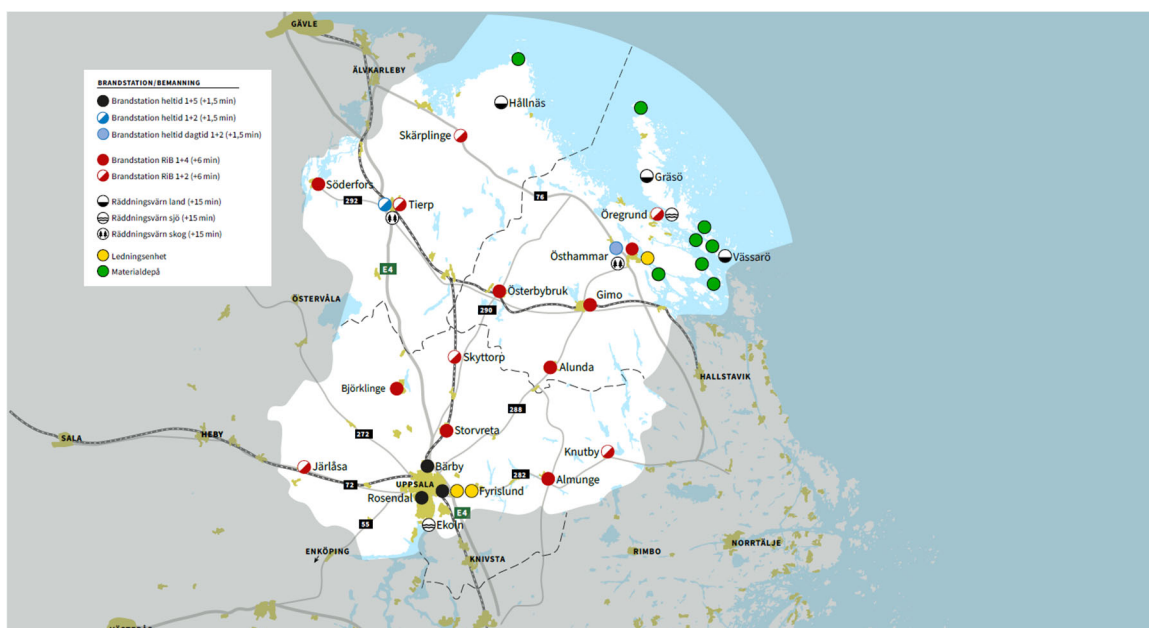 GÄVLE
ÄLVKARLEBY
BRANDSTATION/BEMANNING
Brandstation heltid 1+5 (+1,5 min)
Brandstation heltid 1+2 (+1,5 min)
Brandstation heltid dagtid 1+2 (+1,5 min)
Brandstation RiB 1+4 (+6 min)
Brandstation RiB 1+2 (+6 min)
Räddningsvärn land (+15 min)
Räddningsvärn sjö (+15 min)
Räddningsvärn skog (+15 min)
Ledningsenhet
Materialdepå
Hållnäs
Skärplinge
Gräsö
Söderfors
76
292
Tierp
Öregrund
Östhammar
Vässarö
E4
Österbybruk
Gimo
ÖSTERVÅLA
290
Skyttorp
Alunda
HALLSTAVIK
Björklinge
288
SALA
HEBY
272
Storvreta
Knutby
Järlåsa
Bärby
282
Almunge
72
UPPSALA
Fyrislund
Rosendal
E4
55
Ekoln
ENKÖPING
KNIVSTA
RIMBO
NORRTÄLJE